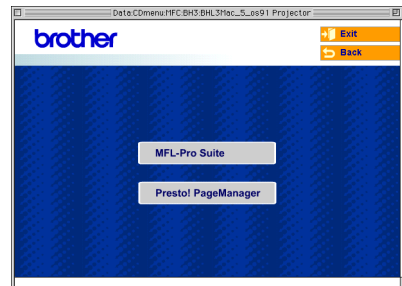 Data:CDmenu:MFC:BH3:BHL3Mac_5_os91 Projector
brother
Exit
Back
MFL-Pro Suite
Presto! PageManager